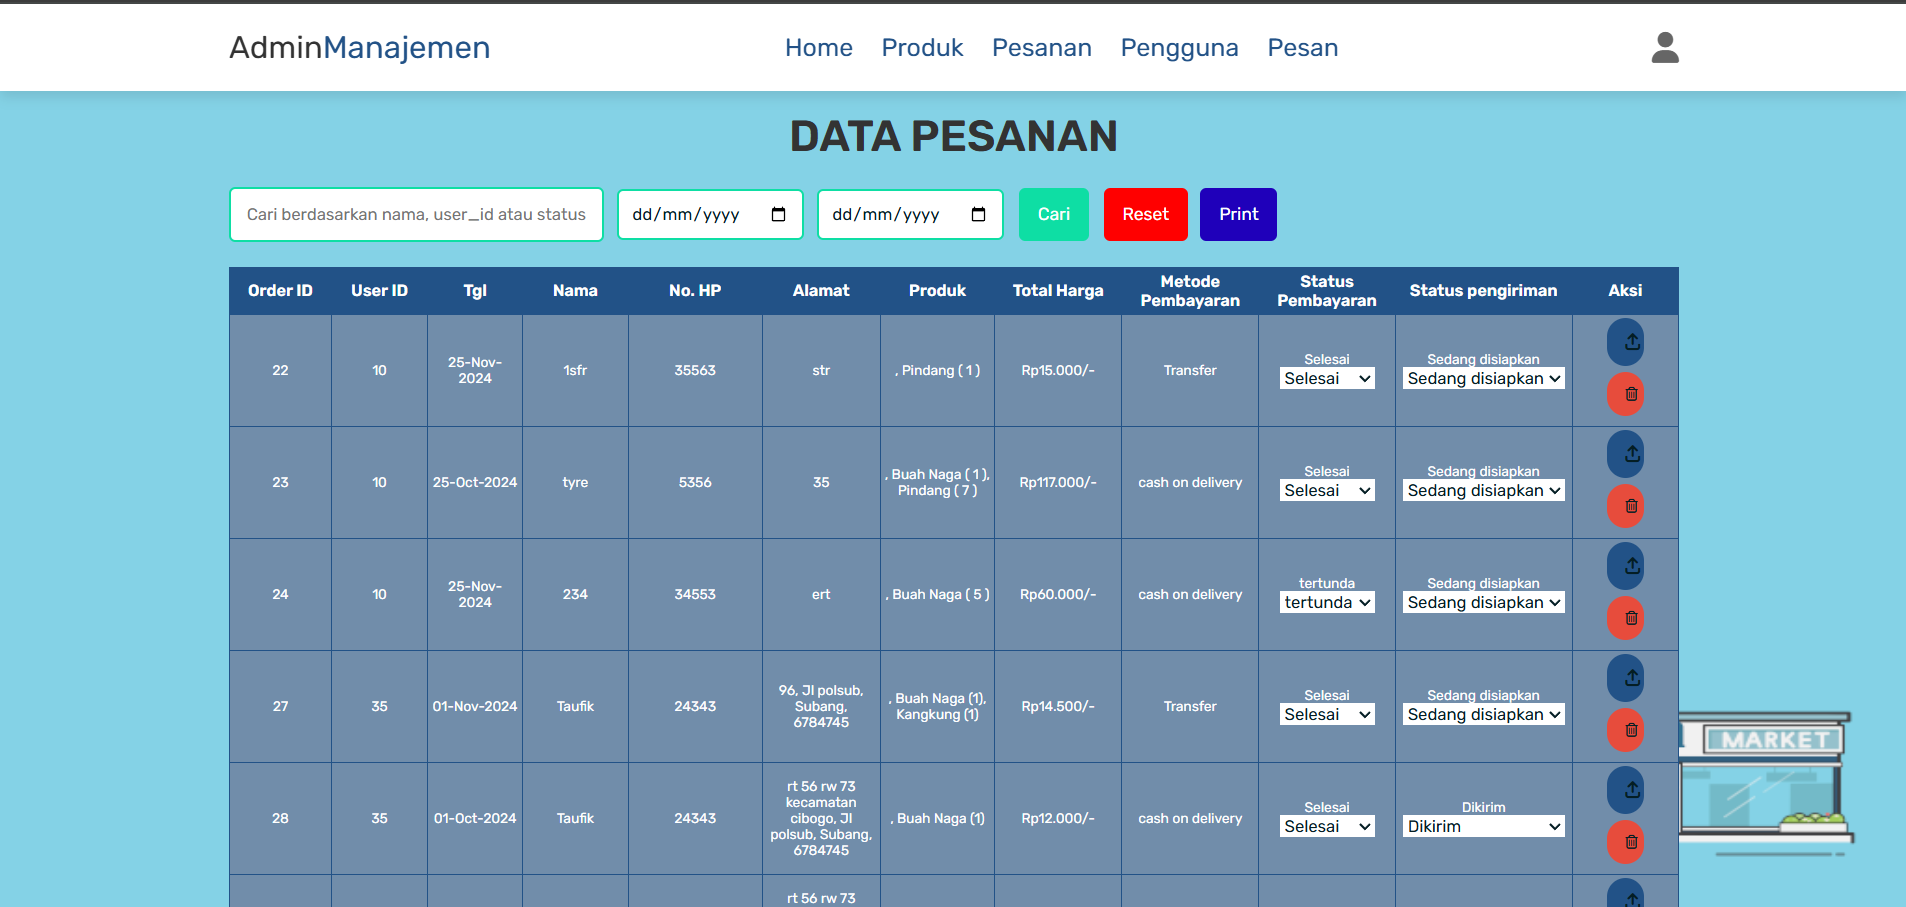 AdminManajemen
Home Produk Pesanan Pengguna Pesan
DATA PESANAN
Cari berdasarkan nama, user_id atau status dd/mm/yyyy dd/mm/yyyy Cari Reset Print
Order ID User ID Tgl Nama No. HP Alamat Produk Total Harga Metode Pembayaran Status Pembayaran Status pengiriman Aksi
22 10 25-Nov-2024 1sfr 35563 str , Pindang ( 1 ) Rp15.000/- Transfer Selesai Selesai Sedang disiapkan Sedang disiapkan
23 10 25-Oct-2024 tyre 5356 35 , Buah Naga ( 1 ), Pindang ( 7 ) Rp117.000/- cash on delivery Selesai Selesai Sedang disiapkan Sedang disiapkan
24 10 25-Nov-2024 234 34553 ert , Buah Naga ( 5 ) Rp60.000/- cash on delivery tertunda tertunda Sedang disiapkan Sedang disiapkan
27 35 01-Nov-2024 Taufik 24343 96, Jl polsub, Subang, 6784745 , Buah Naga (1), Kangkung (1) Rp14.500/- Transfer Selesai Selesai Sedang disiapkan Sedang disiapkan
MARKET
28 35 01-Oct-2024 Taufik 24343 rt 56 rw 73 kecamatan cibogo, Jl polsub, Subang, 6784745 , Buah Naga (1) Rp12.000/- cash on delivery Selesai Selesai Dikirim Dikirim
rt 56 rw 73